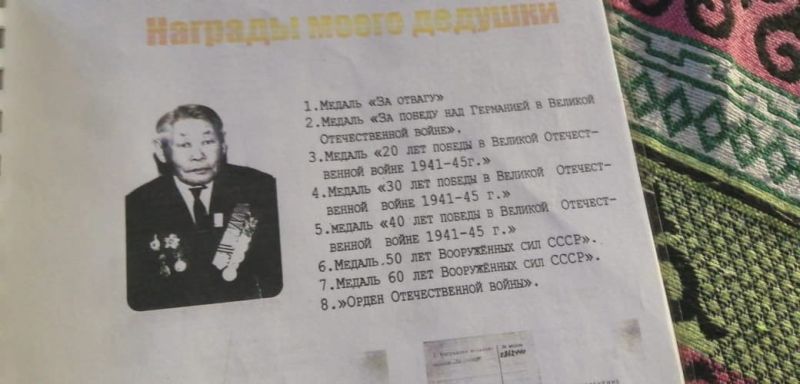 Награды моего дедушки
1.Медаль «За отвагу»
2.Медаль «За победу над Германией в Великой
Отечественной войне».
3.Медаль «20 лет победы в Великой Отечест-
венной войне 1941-45г.»
4.Медаль «30 лет победы в Великой Отечест-
венной войне 1941-45 г.»
5.Медаль «40 лет победы в Великой Отечест-
венной войне 1941-45 г.»
6.Медаль.50 лет Вооружённых сил СССР».
7.Медаль 60 лет Вооружённых сил СССР».
8.»Орден Отечественной войны».